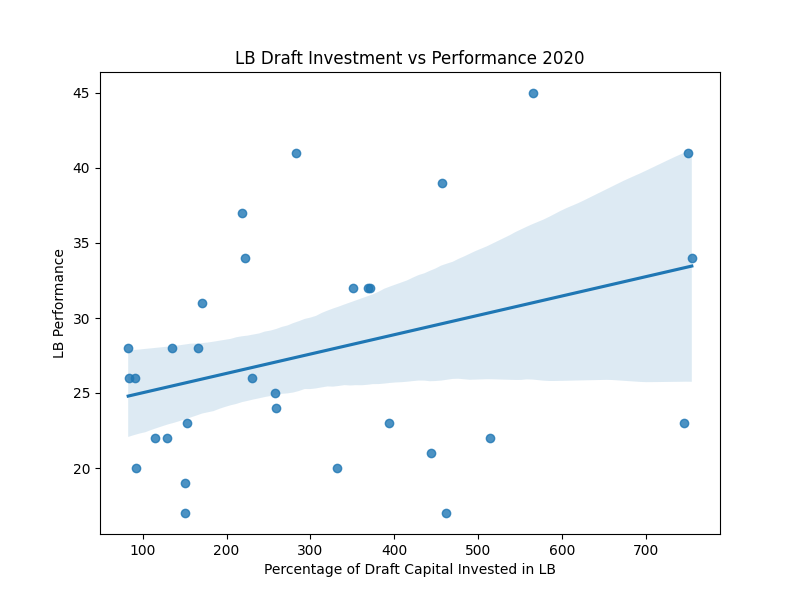 LB Draft Investment vs Performance 2020
45
40
35
30
25
20
LB Performance
100 200 300 400 500 600 700
Percentage of Draft Capital Invested in LB